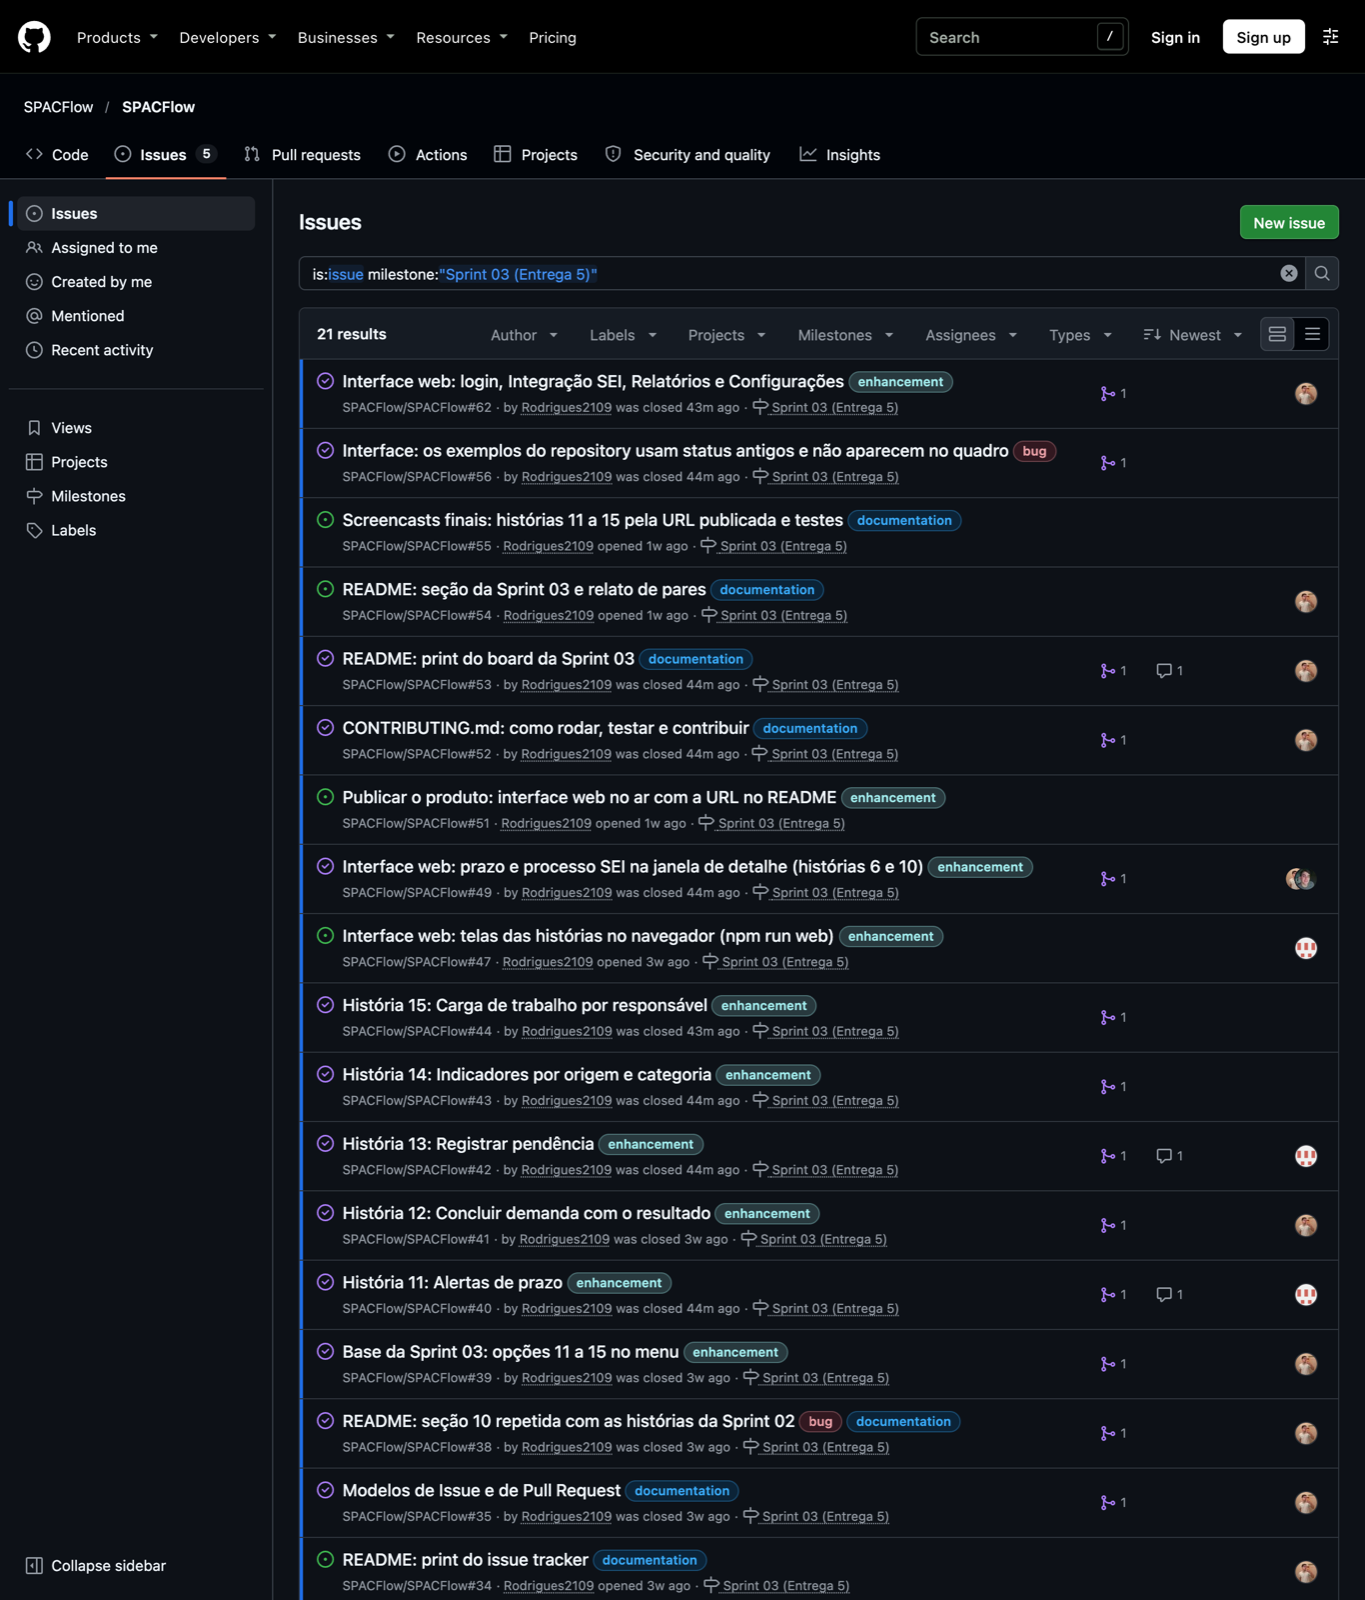 Products
Developers
Businesses
Resources
Pricing
Search
/
Sign in
Sign up
SPACFlow / SPACFlow
Code
Issues 5
Pull requests
Actions
Projects
Security and quality
Insights
Issues
Assigned to me
Created by me
Mentioned
Recent activity
Views
Projects
Milestones
Labels
Collapse sidebar
Issues
New issue
is:issue milestone:"Sprint 03 (Entrega 5)"
21 results
Author
Labels
Projects
Milestones
Assignees
Types
Newest
Interface web: login, Integração SEI, Relatórios e Configurações enhancement
SPACFlow/SPACFlow#62 · by Rodrigues2109 was closed 43m ago · Sprint 03 (Entrega 5)
1
Interface: os exemplos do repository usam status antigos e não aparecem no quadro bug
SPACFlow/SPACFlow#56 · by Rodrigues2109 was closed 44m ago · Sprint 03 (Entrega 5)
1
Screencasts finais: histórias 11 a 15 pela URL publicada e testes documentation
SPACFlow/SPACFlow#55 · Rodrigues2109 opened 1w ago · Sprint 03 (Entrega 5)
README: seção da Sprint 03 e relato de pares documentation
SPACFlow/SPACFlow#54 · Rodrigues2109 opened 1w ago · Sprint 03 (Entrega 5)
README: print do board da Sprint 03 documentation
SPACFlow/SPACFlow#53 · by Rodrigues2109 was closed 44m ago · Sprint 03 (Entrega 5)
1 1
CONTRIBUTING.md: como rodar, testar e contribuir documentation
SPACFlow/SPACFlow#52 · by Rodrigues2109 was closed 44m ago · Sprint 03 (Entrega 5)
1
Publicar o produto: interface web no ar com a URL no README enhancement
SPACFlow/SPACFlow#51 · Rodrigues2109 opened 1w ago · Sprint 03 (Entrega 5)
Interface web: prazo e processo SEI na janela de detalhe (histórias 6 e 10) enhancement
SPACFlow/SPACFlow#49 · by Rodrigues2109 was closed 44m ago · Sprint 03 (Entrega 5)
1
Interface web: telas das histórias no navegador (npm run web) enhancement
SPACFlow/SPACFlow#47 · Rodrigues2109 opened 3w ago · Sprint 03 (Entrega 5)
História 15: Carga de trabalho por responsável enhancement
SPACFlow/SPACFlow#44 · by Rodrigues2109 was closed 43m ago · Sprint 03 (Entrega 5)
1
História 14: Indicadores por origem e categoria enhancement
SPACFlow/SPACFlow#43 · by Rodrigues2109 was closed 44m ago · Sprint 03 (Entrega 5)
1
História 13: Registrar pendência enhancement
SPACFlow/SPACFlow#42 · by Rodrigues2109 was closed 44m ago · Sprint 03 (Entrega 5)
1 1
História 12: Concluir demanda com o resultado enhancement
SPACFlow/SPACFlow#41 · by Rodrigues2109 was closed 3w ago · Sprint 03 (Entrega 5)
1
História 11: Alertas de prazo enhancement
SPACFlow/SPACFlow#40 · by Rodrigues2109 was closed 44m ago · Sprint 03 (Entrega 5)
1 1
Base da Sprint 03: opções 11 a 15 no menu enhancement
SPACFlow/SPACFlow#39 · by Rodrigues2109 was closed 3w ago · Sprint 03 (Entrega 5)
1
README: seção 10 repetida com as histórias da Sprint 02 bug documentation
SPACFlow/SPACFlow#38 · by Rodrigues2109 was closed 3w ago · Sprint 03 (Entrega 5)
1
Modelos de Issue e de Pull Request documentation
SPACFlow/SPACFlow#35 · by Rodrigues2109 was closed 3w ago · Sprint 03 (Entrega 5)
1
README: print do issue tracker documentation
SPACFlow/SPACFlow#34 · Rodrigues2109 opened 3w ago · Sprint 03 (Entrega 5)